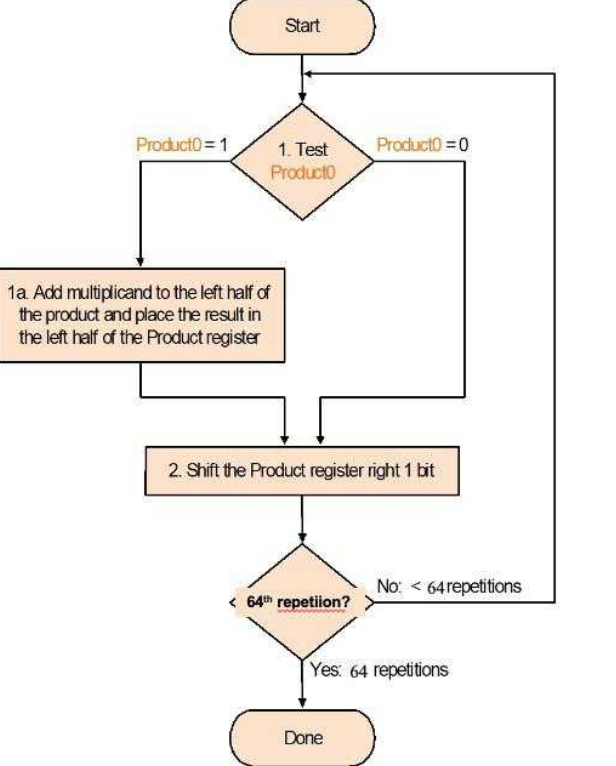 Start
Product0 = 1
Product0 = 0
1. Test
Product0
1a. Add multiplicand to the left half of
the product and place the result in
the left half of the Product register
2. Shift the Product register right 1 bit
64th repetiion?
No: < 64 repetitions
Yes: 64 repetitions
Done